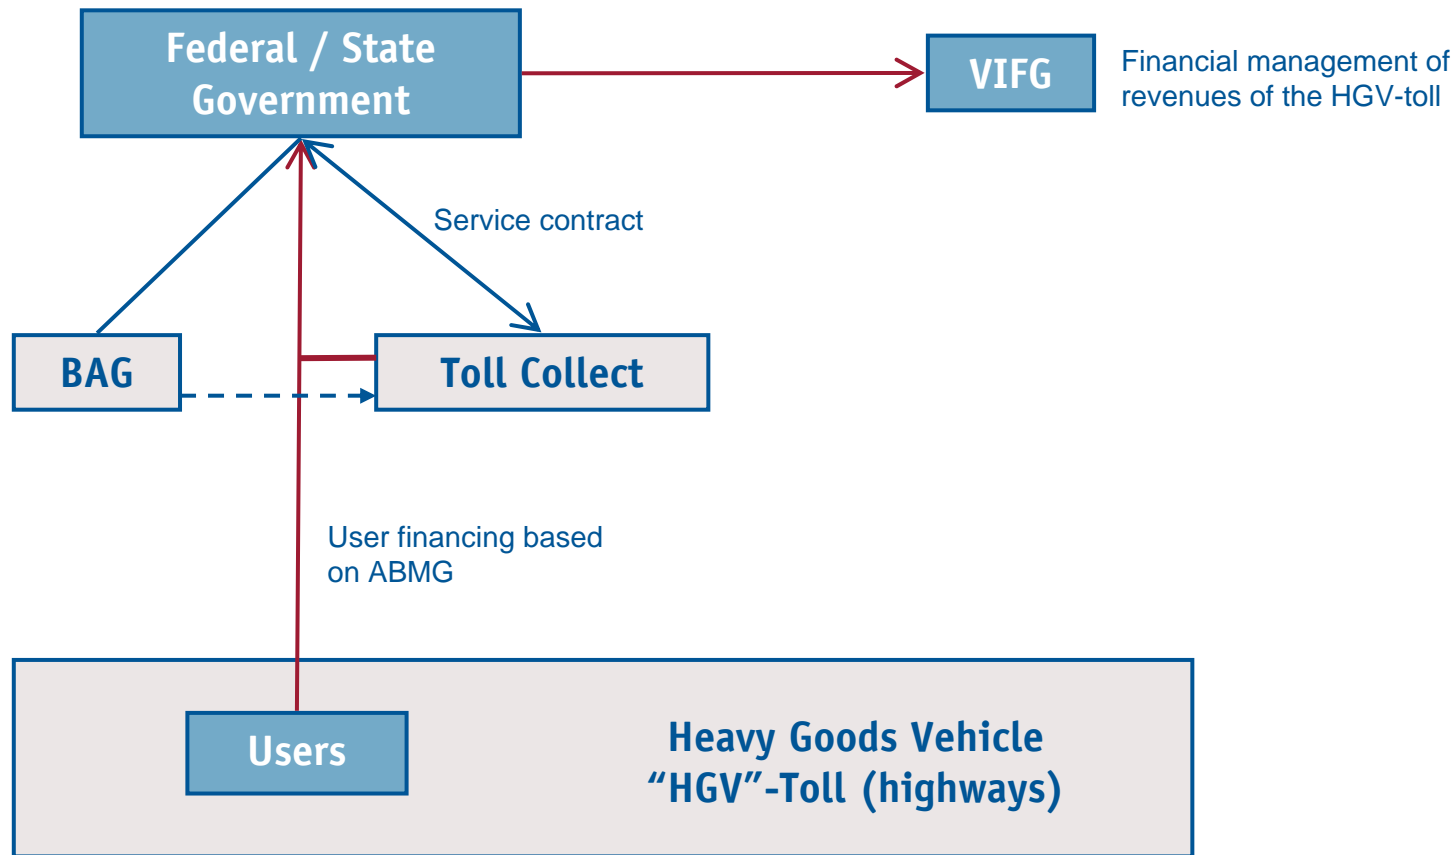 Federal / State
Government
VIFG
Financial management of
revenues of the HGV-toll
Service contract
BAG
Toll Collect
User financing based
on ABMG
Users
Heavy Goods Vehicle
“HGV”-Toll (highways)